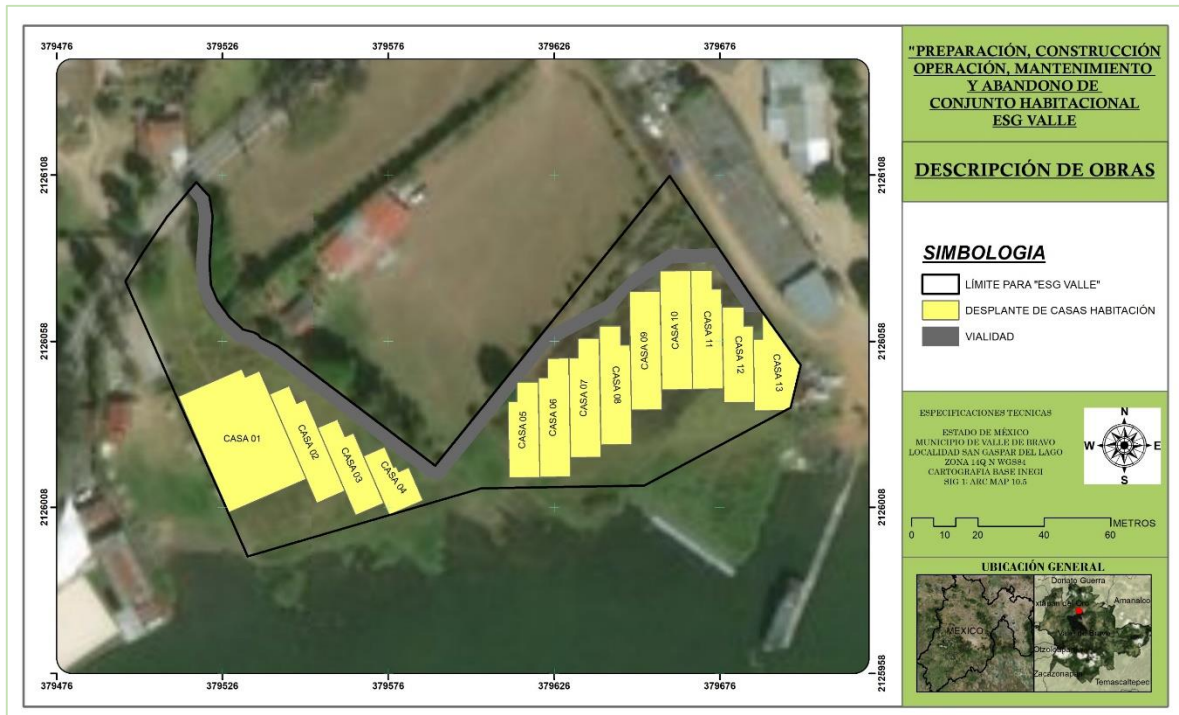 379476
379526
379576
379626
379676
2126108
2126058
2126008
2125958
2126108
2126058
2126008
379476
379526
379576
379626
379676
CASA 01
CASA 02
CASA 03
CASA 04
CASA 05
CASA 06
CASA 07
CASA 08
CASA 09
CASA 10
CASA 11
CASA 12
CASA 13
"PREPARACIÓN, CONSTRUCCIÓN
OPERACIÓN, MANTENIMIENTO
Y ABANDONO DE
CONJUNTO HABITACIONAL
ESG VALLE
DESCRIPCIÓN DE OBRAS
SIMBOLOGIA
LÍMITE PARA "ESG VALLE"
DESPLANTE DE CASAS HABITACIÓN
VIALIDAD
ESPECIFICACIONES TECNICAS
ESTADO DE MÉXICO
MUNICIPIO DE VALLE DE BRAVO
LOCALIDAD SAN GASPAR DEL LAGO
ZONA 14Q N WGS84
CARTOGRAFIA BASE INEGI
SIG 1: ARC MAP 10.5
N
W
E
S
METROS
0 10 20 40 60
UBICACIÓN GENERAL
MEXICO
Donato Guerra
Amanalco
Zacazonapan
Temascaltepec